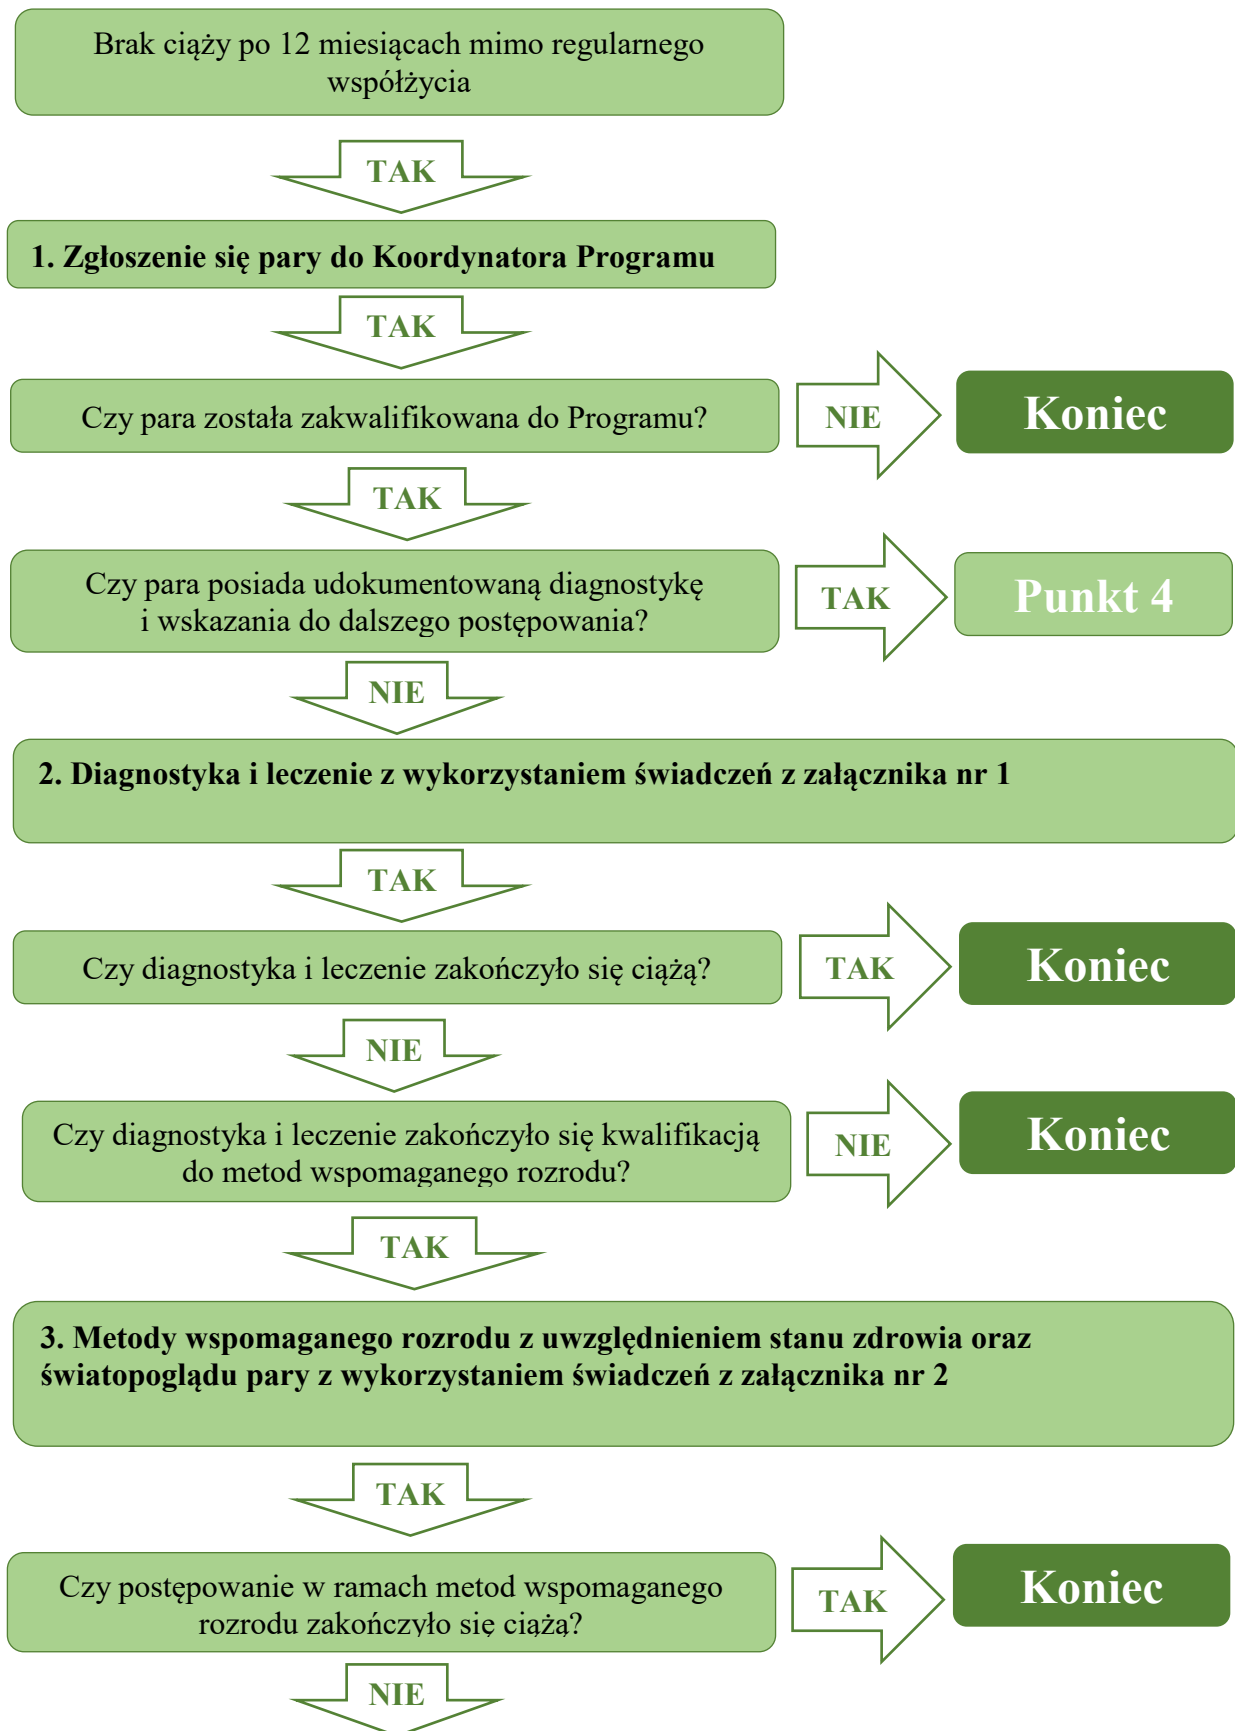 Brak ciąży po 12 miesiącach mimo regularnego
współżycia
TAK
1. Zgłoszenie się pary do Koordynatora Programu
TAK
Czy para została zakwalifikowana do Programu?
NIE
Koniec
TAK
Czy para posiada udokumentowaną diagnostykę
i wskazania do dalszego postępowania?
TAK
Punkt 4
NIE
2. Diagnostyka i leczenie z wykorzystaniem świadczeń z załącznika nr 1
TAK
Czy diagnostyka i leczenie zakończyło się ciążą?
TAK
Koniec
NIE
Czy diagnostyka i leczenie zakończyło się kwalifikacją
do metod wspomaganego rozrodu?
NIE
Koniec
TAK
3. Metody wspomaganego rozrodu z uwzględnieniem stanu zdrowia oraz
światopoglądu pary z wykorzystaniem świadczeń z załącznika nr 2
TAK
Czy postępowanie w ramach metod wspomaganego
rozrodu zakończyło się ciążą?
TAK
Koniec
NIE